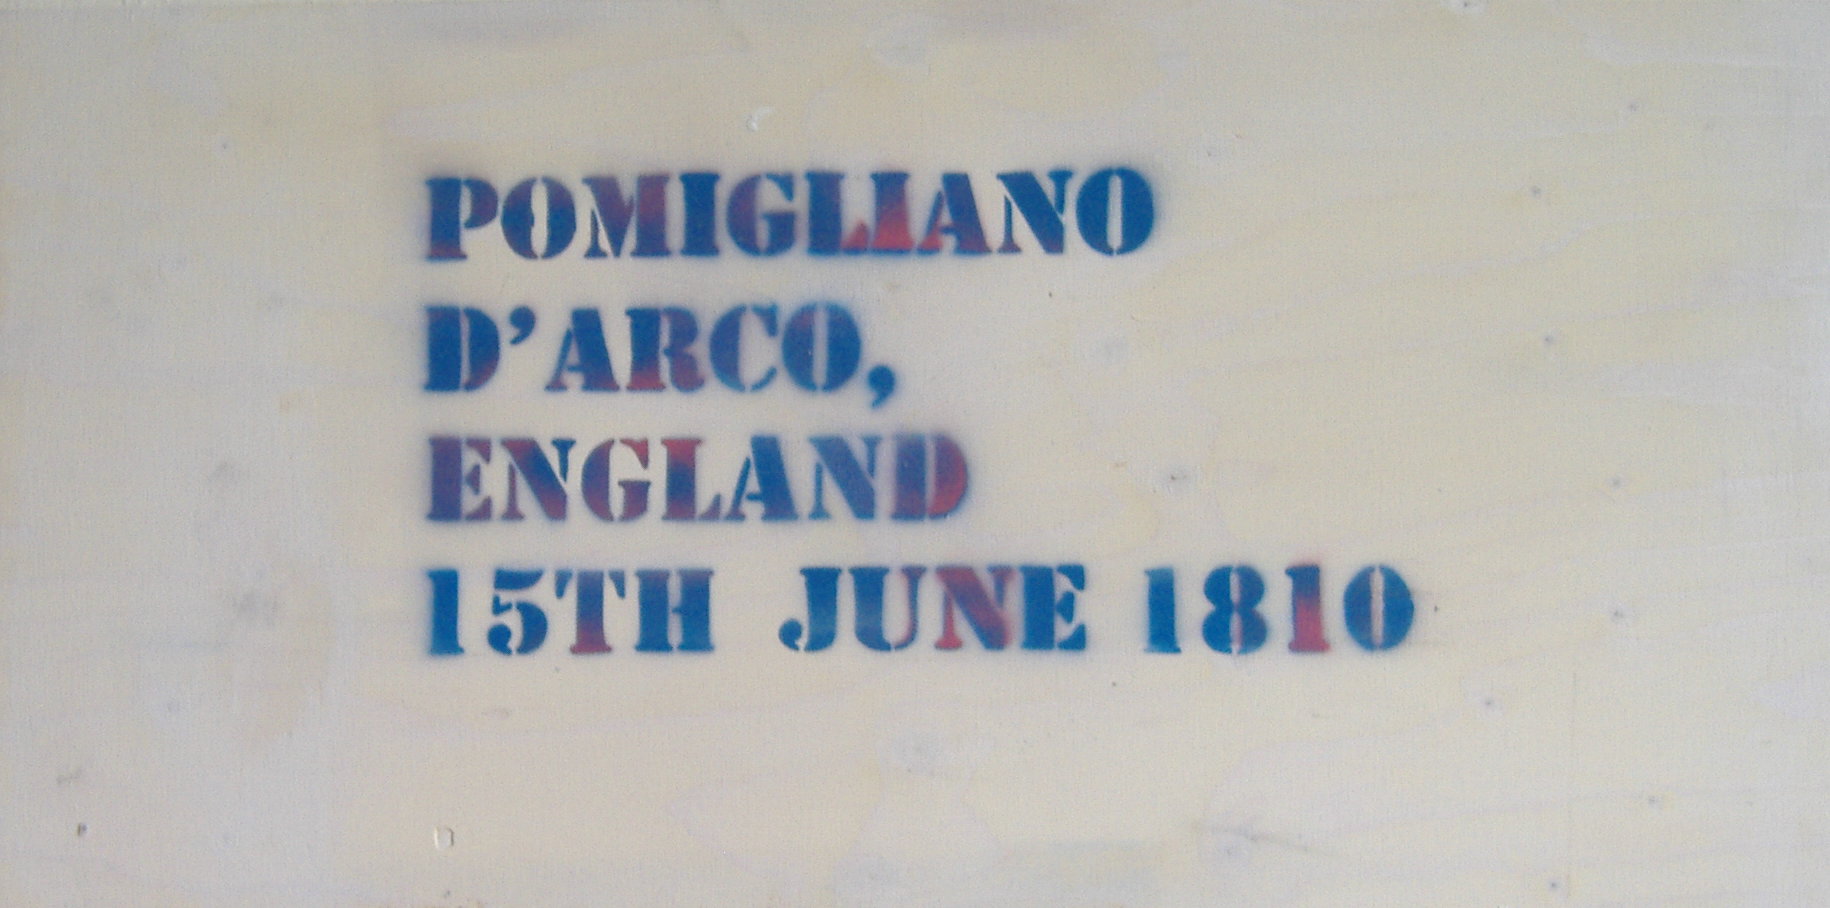 POMIGLIANO
D'ARCO,
ENGLAND
15TH JUNE 1810